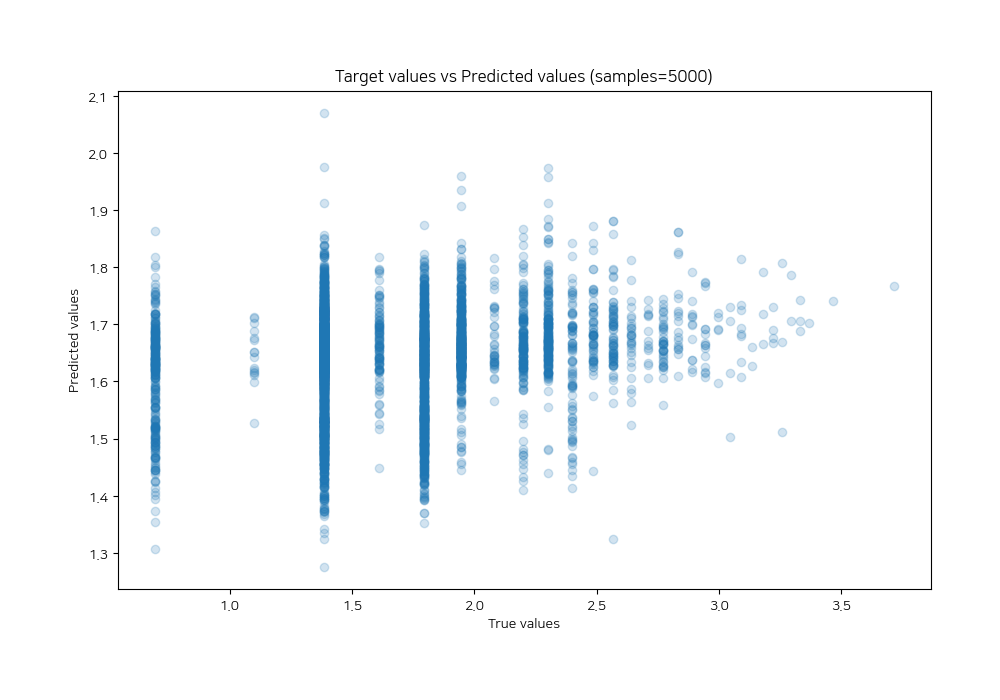 Target values vs Predicted values (samples=5000)
Predicted values
2.1
2.0
1.9
1.8
1.7
1.6
1.5
1.4
1.3
1.0 1.5 2.0 2.5 3.0 3.5
True values